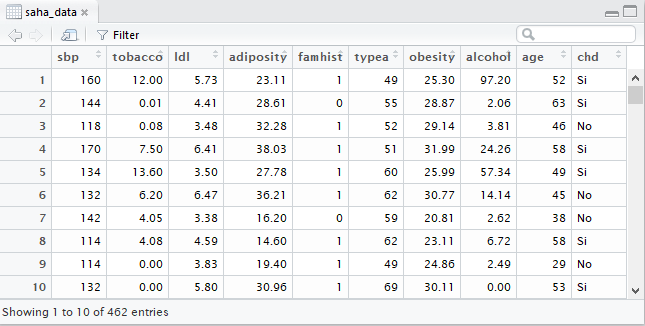 saha_data
Filter
sbp tobacco ldl adiposity famhist typea obesity alcohol age chd
1 160 12.00 5.73 23.11 1 49 25.30 97.20 52 Si
2 144 0.01 4.41 28.61 0 55 28.87 2.06 63 Si
3 118 0.08 3.48 32.28 1 52 29.14 3.81 46 No
4 170 7.50 6.41 38.03 1 51 31.99 24.26 58 Si
5 134 13.60 3.50 27.78 1 60 25.99 57.34 49 Si
6 132 6.20 6.47 36.21 1 62 30.77 14.14 45 No
7 142 4.05 3.38 16.20 0 59 20.81 2.62 38 No
8 114 4.08 4.59 14.60 1 62 23.11 6.72 58 Si
9 114 0.00 3.83 19.40 1 49 24.86 2.49 29 No
10 132 0.00 5.80 30.96 1 69 30.11 0.00 53 Si
Showing 1 to 10 of 462 entries